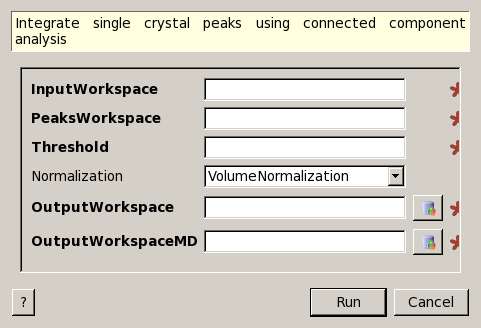 Integrate single crystal peaks using connected component
analysis
InputWorkspace
PeaksWorkspace
Threshold
Normalization VolumeNormalization
OutputWorkspace
OutputWorkspaceMD
? Run Cancel